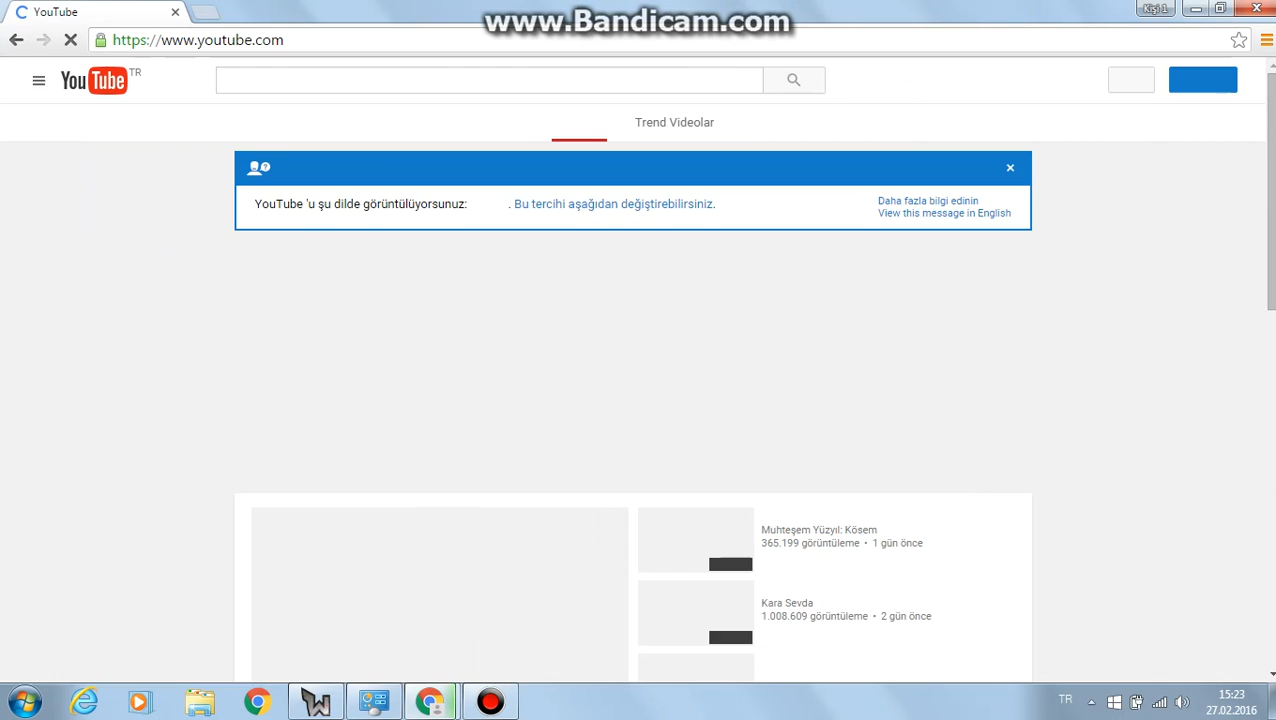 YouTube
www.Bandicam.com
Kişi 1
https://www.youtube.com
YouTube TR
Trend Videolar
YouTube 'u şu dilde görüntülüyorsunuz: . Bu tercihi aşağıdan değiştirebilirsiniz.
Daha fazla bilgi edinin
View this message in English
Muhteşem Yüzyıl: Kösem
365.199 görüntüleme • 1 gün önce
Kara Sevda
1.008.609 görüntüleme • 2 gün önce
TR
15:23
27.02.2016